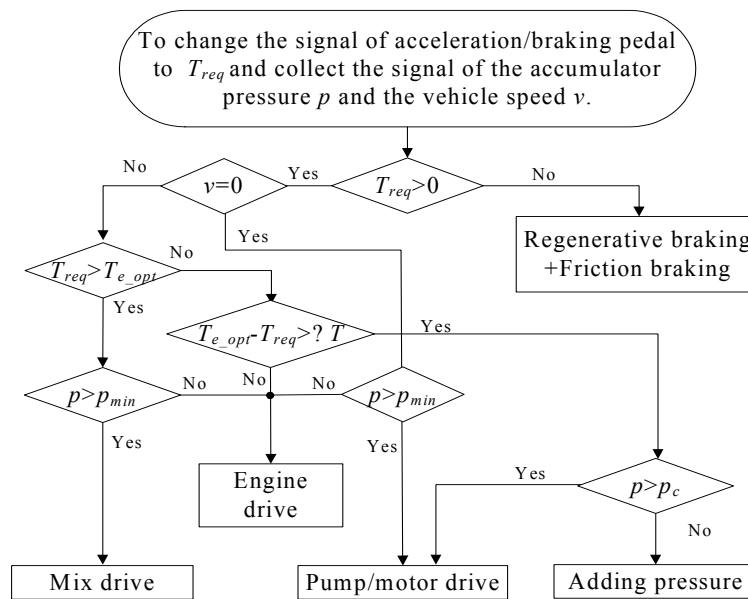 To change the signal of acceleration/braking pedal
to T_req and collect the signal of the accumulator
pressure p and the vehicle speed v.
No
v=0
Yes
T_req>0
No
Yes
Regenerative braking
+Friction braking
T_req>T_e_opt
No
Yes
T_e_opt-T_req>? T
Yes
No
p>p_min
No
No
p>p_min
Yes
Yes
Engine
drive
Yes
p>p_c
No
Mix drive
Pump/motor drive
Adding pressure